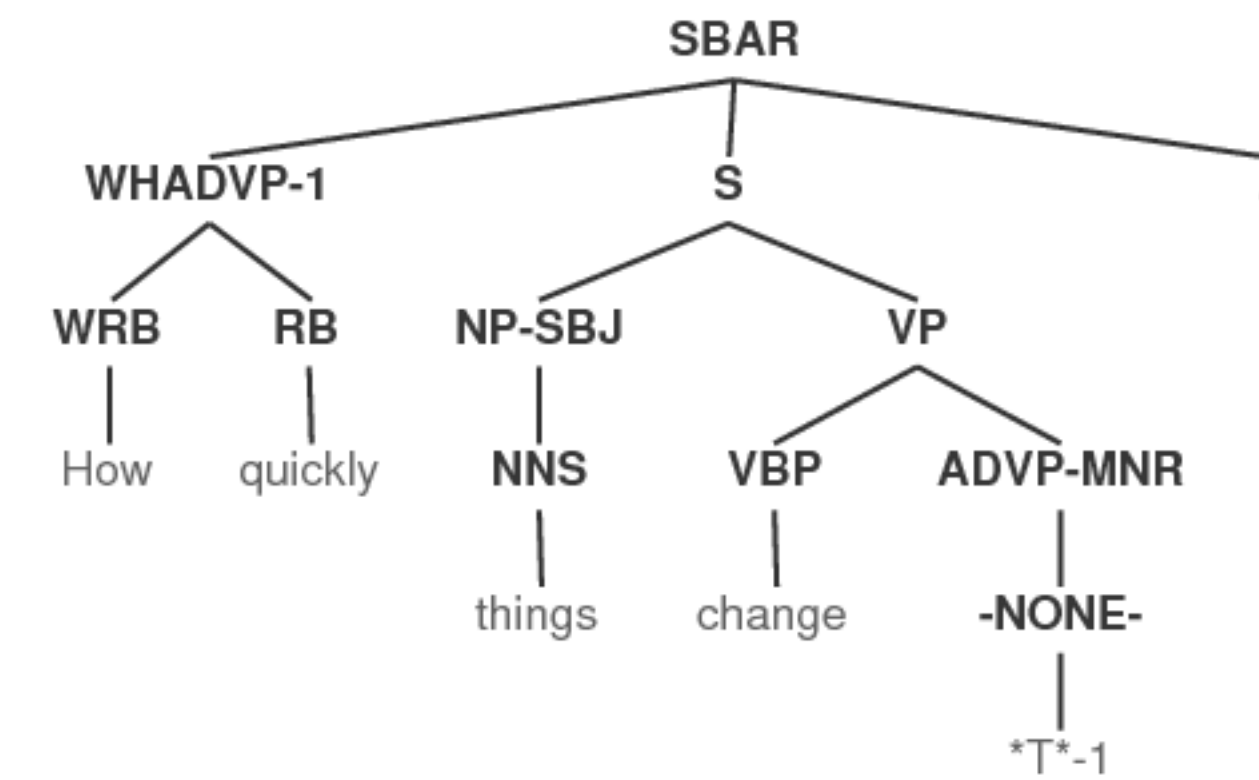 SBAR
WHADVP-1 S
WRB RB NP-SBJ VP
How quickly NNS VBP ADVP-MNR
things change -NONE-
*T*-1